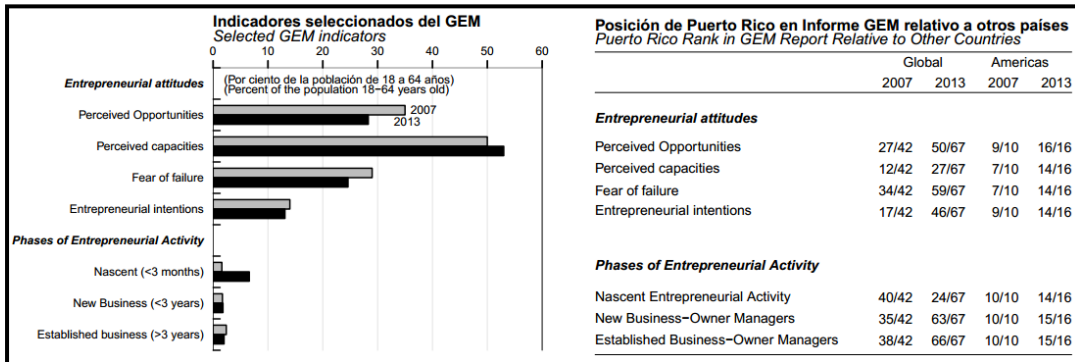 Indicadores seleccionados del GEM
Selected GEM indicators
0 10 20 30 40 50 60
Entrepreneurial attitudes
(Por ciento de la población de 18 a 64 años)
(Percent of the population 18−64 years old)
Perceived Opportunities
2007
2013
Perceived capacities
Fear of failure
Entrepreneurial intentions
Phases of Entrepreneurial Activity
Nascent (<3 months)
New Business (<3 years)
Established business (>3 years)
Posición de Puerto Rico en Informe GEM relativo a otros países
Puerto Rico Rank in GEM Report Relative to Other Countries
Global Americas
2007 2013 2007 2013
Entrepreneurial attitudes
Perceived Opportunities 27/42 50/67 9/10 16/16
Perceived capacities 12/42 27/67 7/10 14/16
Fear of failure 34/42 59/67 7/10 14/16
Entrepreneurial intentions 17/42 46/67 9/10 14/16
Phases of Entrepreneurial Activity
Nascent Entrepreneurial Activity 40/42 24/67 10/10 14/16
New Business−Owner Managers 35/42 63/67 10/10 15/16
Established Business−Owner Managers 38/42 66/67 10/10 15/16